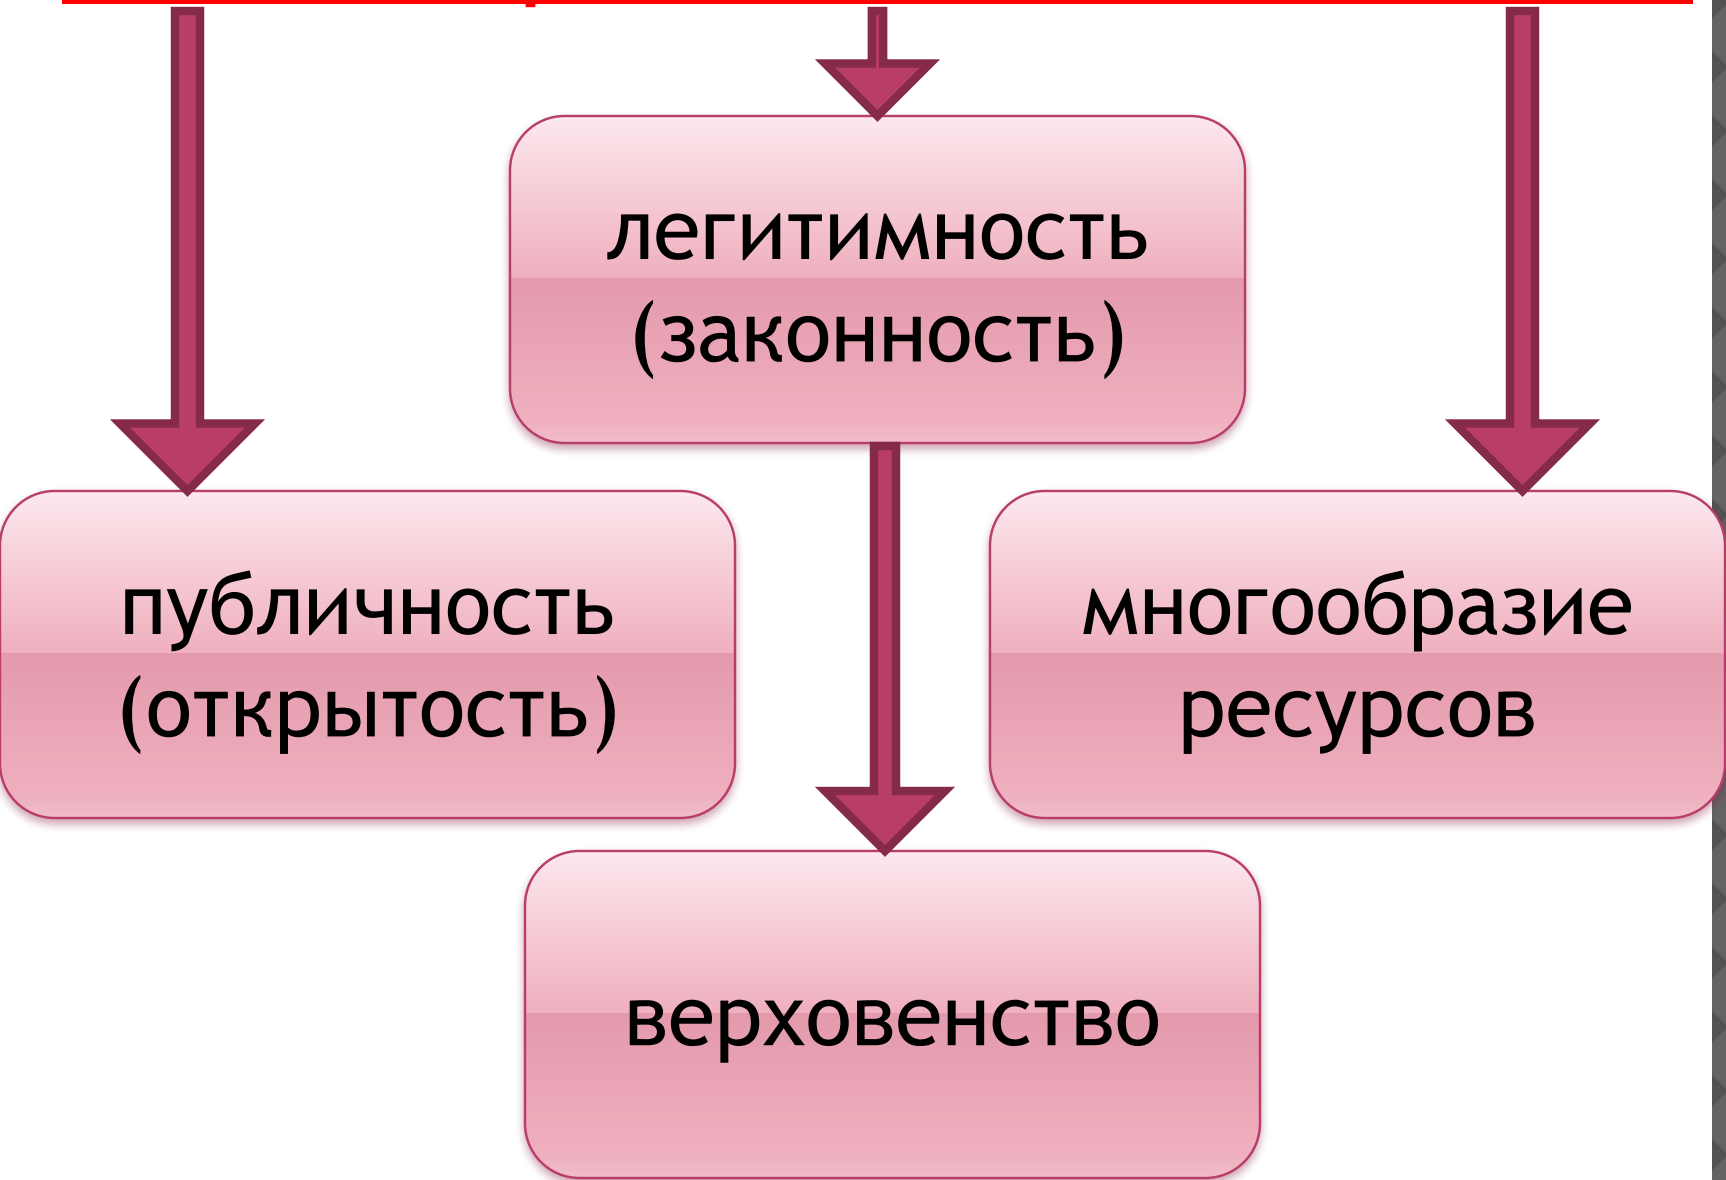 легитимность
(законность)
публичность
(открытость)
многообразие
ресурсов
верховенство